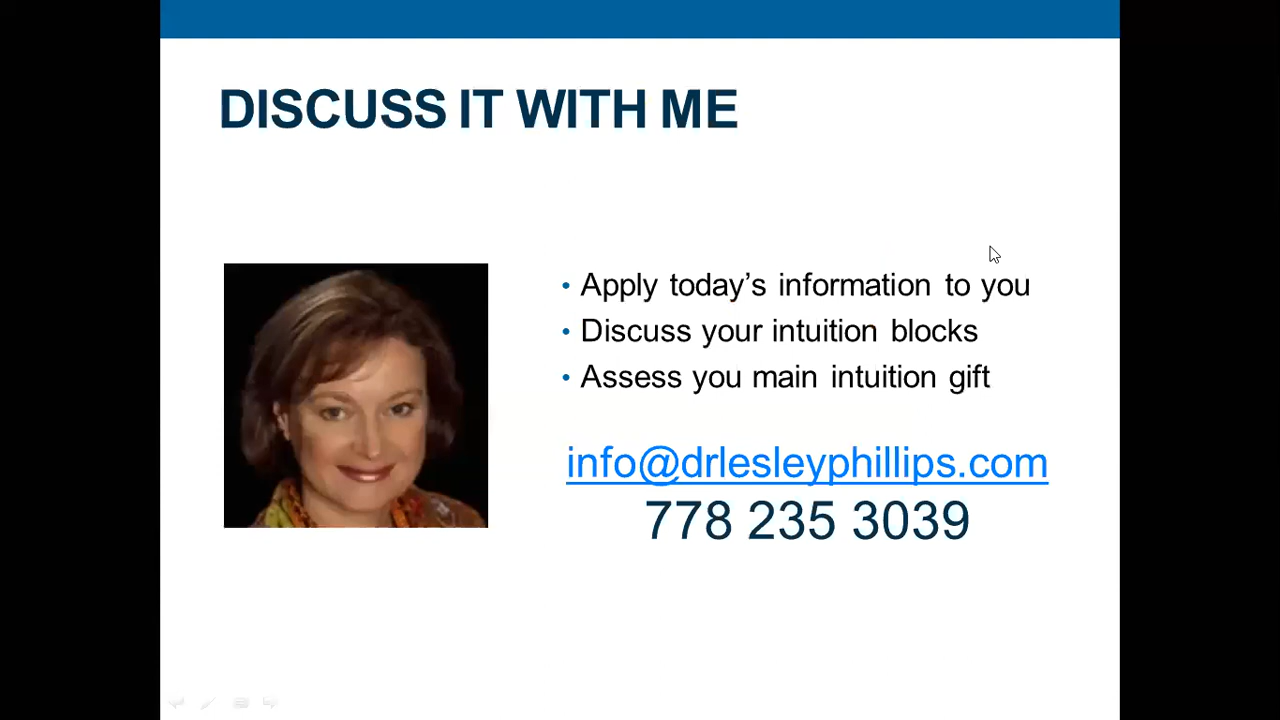 DISCUSS IT WITH ME
• Apply today’s information to you
• Discuss your intuition blocks
• Assess you main intuition gift
info@drlesleyphillips.com
778 235 3039